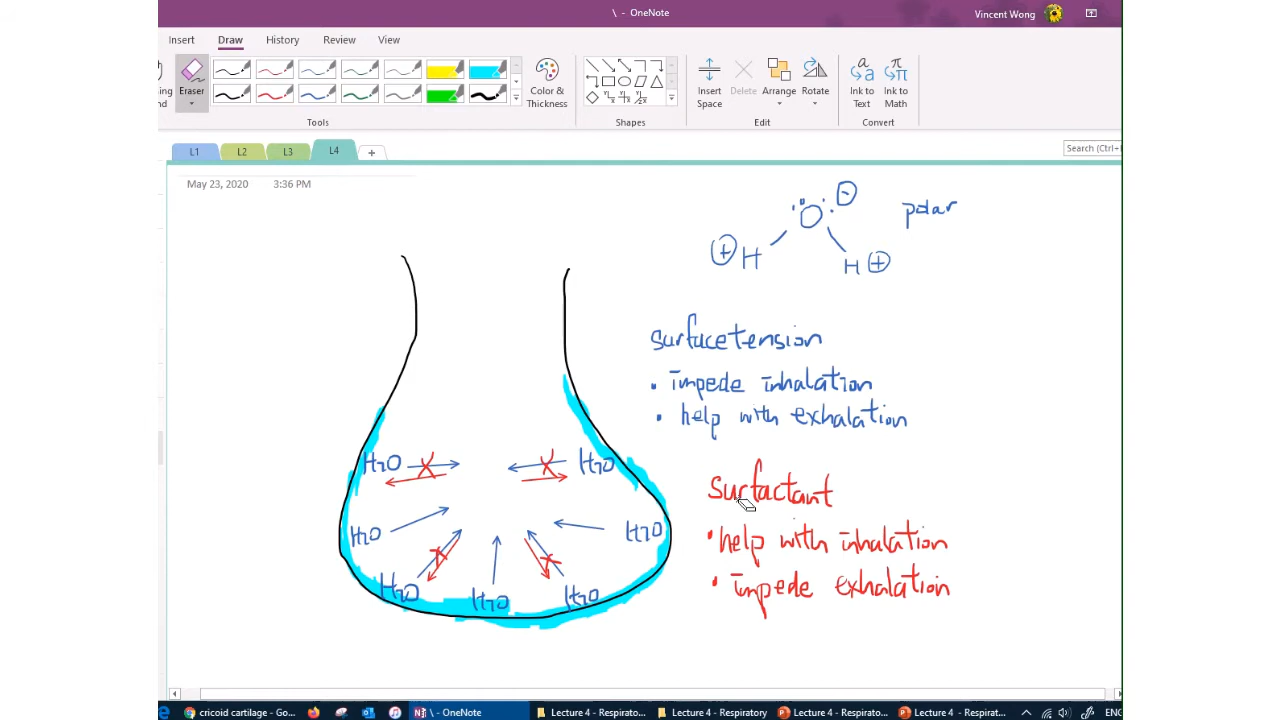 \ - OneNote
Vincent Wong
Insert Draw History Review View
Eraser
Color & Thickness
Insert Space
Delete
Arrange
Rotate
Ink to Text
Ink to Math
Tools
Shapes
Edit
Convert
L1 L2 L3 L4 +
Search (Ctrl+
May 23, 2020 3:36 PM
O - polar
+ H H +
surface tension
• impede inhalation
• help with exhalation
H2O H2O
surfactant
H2O H2O
• help with inhalation
H2O H2O H2O
• impede exhalation
cricoid cartilage - Go...
\ - OneNote
Lecture 4 - Respirato...
Lecture 4 - Respiratory
Lecture 4 - Respirato...
Lecture 4 - Respirat...
ENG